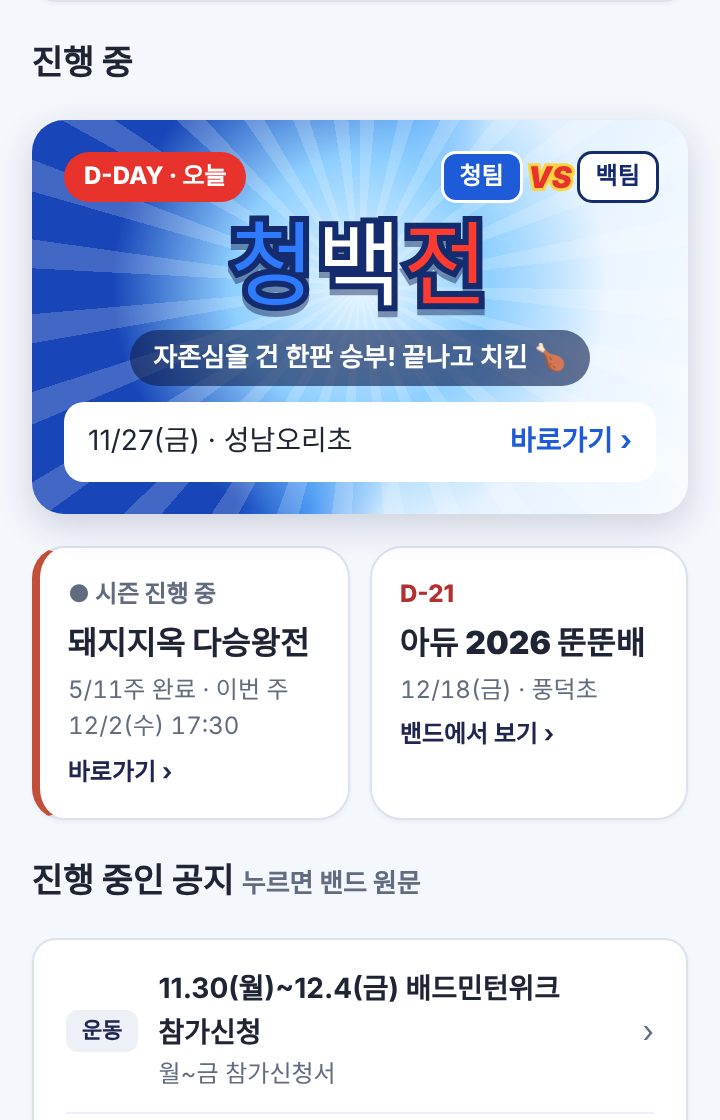 진행 중
D-DAY · 오늘
청팀 VS 백팀
청백전
자존심을 건 한판 승부! 끝나고 치킨 🍗
11/27(금) · 성남오리초
바로가기 ›
● 시즌 진행 중
돼지지옥 다승왕전
5/11주 완료 · 이번 주
12/2(수) 17:30
바로가기 ›
D-21
아듀 2026 뚠뚠배
12/18(금) · 풍덕초
밴드에서 보기 ›
진행 중인 공지 누르면 밴드 원문
운동
11.30(월)~12.4(금) 배드민턴위크
참가신청
월~금 참가신청서
›